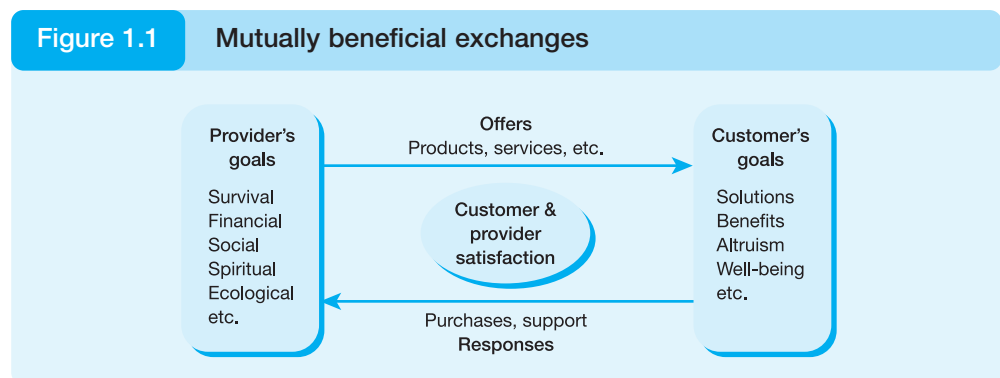 Figure 1.1 Mutually beneficial exchanges
Provider's
goals
Survival
Financial
Social
Spiritual
Ecological
etc.
Offers
Products, services, etc.
Customer &
provider
satisfaction
Purchases, support
Responses
Customer's
goals
Solutions
Benefits
Altruism
Well-being
etc.